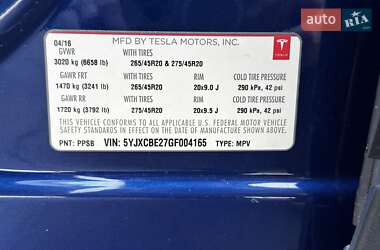 AUTO.RIA
04/16
MFD BY TESLA MOTORS, INC.
TESLA
GVWR WITH TIRES
3020 kg (6658 lb) 265/45R20 & 275/45R20
GAWR FRT WITH TIRES RIM COLD TIRE PRESSURE
1470 kg (3241 lb) 265/45R20 20x9.0 J 290 kPa, 42 psi
GAWR RR WITH TIRES RIM COLD TIRE PRESSURE
1720 kg (3792 lb) 275/45R20 20x9.0 J 290 kPa, 42 psi
THIS VEHICLE CONFORMS TO ALL APPLICABLE U.S. FEDERAL MOTOR VEHICLE
SAFETY STANDARDS IN EFFECT ON THE DATE OF MANUFACTURE SHOWN ABOVE.
PNT: PPSB VIN: 5YJXCBE27GF004165 TYPE: MPV